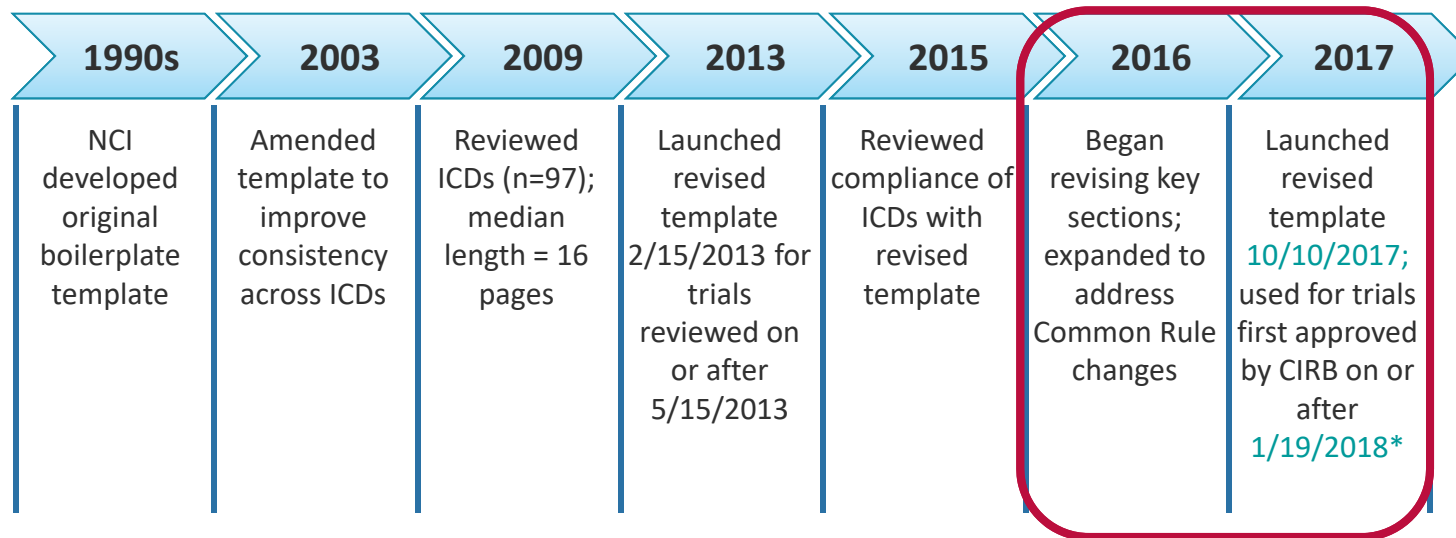 1990s
NCI
developed
original
boilerplate
template
2003
Amended
template to
improve
consistency
across ICDs
2009
Reviewed
ICDs (n=97);
median
length = 16
pages
2013
Launched
revised
template
2/15/2013 for
trials
reviewed on
or after
5/15/2013
2015
Reviewed
compliance of
ICDs with
revised
template
2016
Began
revising key
sections;
expanded to
address
Common Rule
changes
2017
Launched
revised
template
10/10/2017;
used for trials
first approved
by CIRB on or
after
1/19/2018*